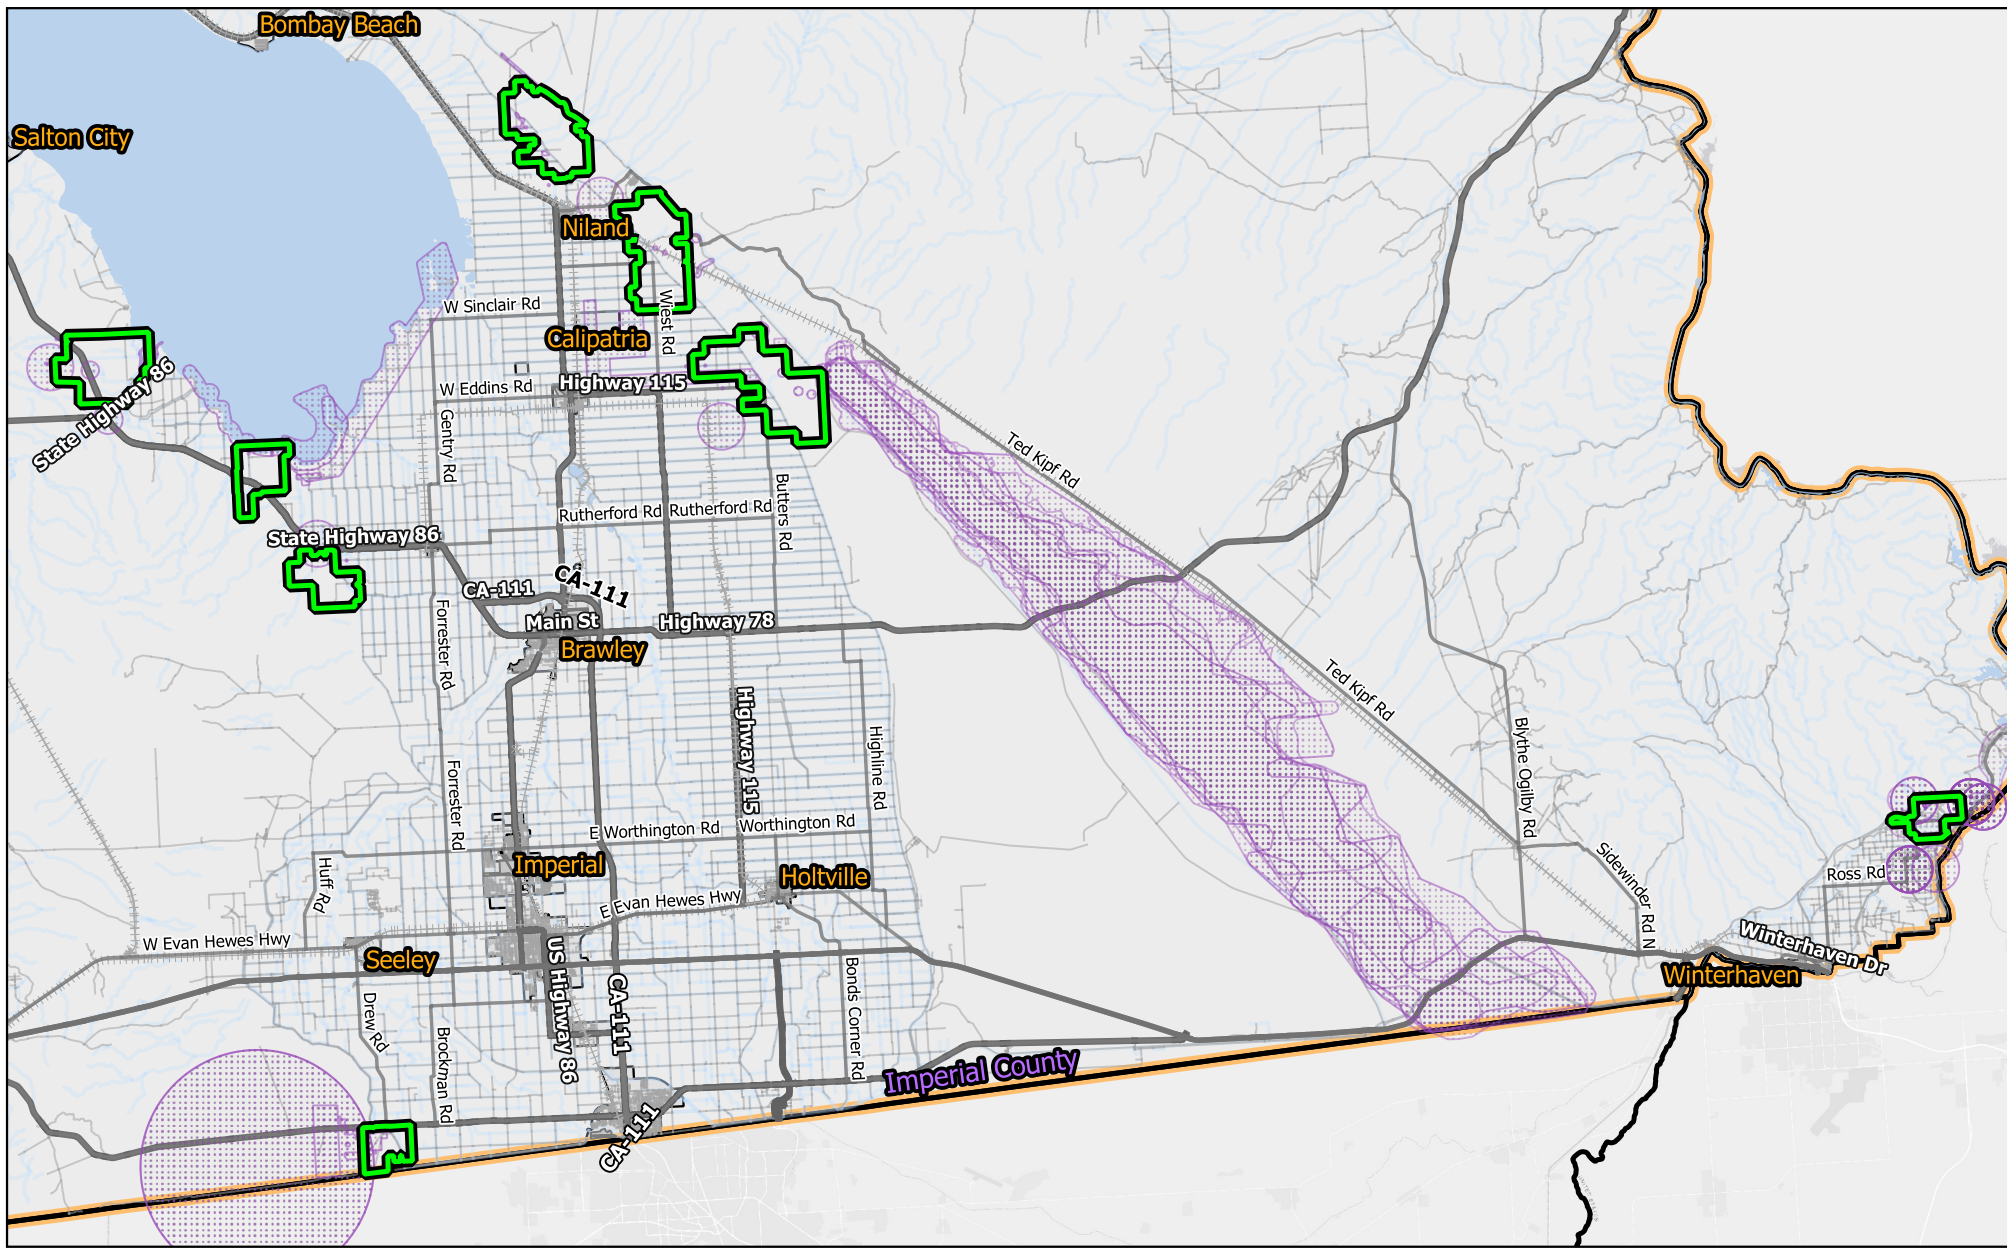 Bombay Beach
Salton City
Niland
W Sinclair Rd
Wiest Rd
Calipatria
State Highway 86
W Eddins Rd
Highway 115
Gentry Rd
Ted Kipf Rd
Butters Rd
Rutherford Rd
Rutherford Rd
State Highway 86
CA-111
CA-111
Main St
Highway 78
Brawley
Forrester Rd
Ted Kipf Rd
Highway 115
Highline Rd
Blythe Ogilby Rd
Forrester Rd
E Worthington Rd
Worthington Rd
Huff Rd
Imperial
Holtville
Sidewinder Rd N
Ross Rd
E Evan Hewes Hwy
W Evan Hewes Hwy
Seeley
Winterhaven Dr
Winterhaven
US Highway 86
CA-111
Bonds Corner Rd
Drew Rd
Brockman Rd
Imperial County
CA-111